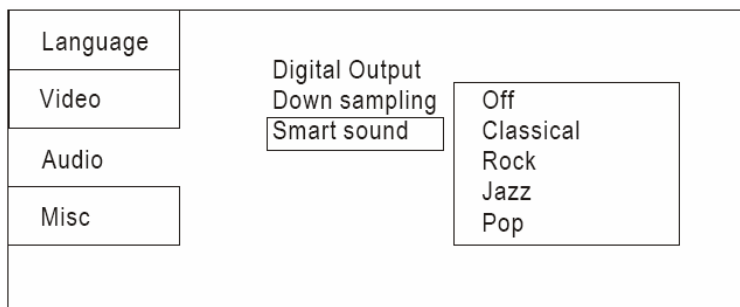 Language
Video
Audio
Misc
Digital Output
Down sampling
Smart sound
Off
Classical
Rock
Jazz
Pop